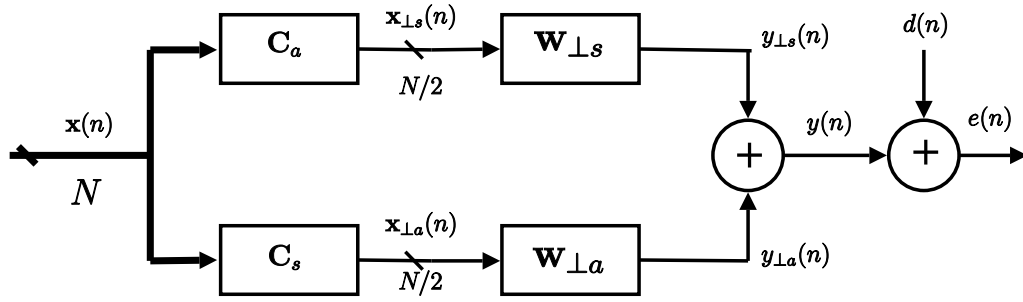 C_a
x_{⊥s}(n)
N/2
W_{⊥s}
y_{⊥s}(n)
d(n)
x(n)
N
+
y(n)
+
e(n)
C_s
x_{⊥a}(n)
N/2
W_{⊥a}
y_{⊥a}(n)